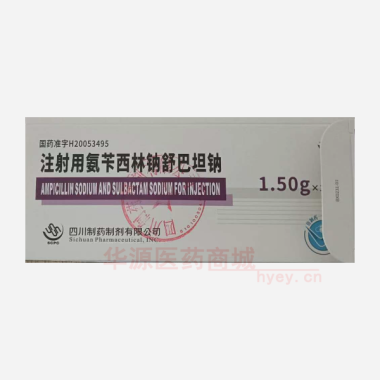 国药准字H20053495
注射用氨苄西林钠舒巴坦钠
AMPICILLIN SODIUM AND SULBACTAM SODIUM FOR INJECTION
1.50g×
四川制药制剂有限公司
Sichuan Pharmaceutical, INC.
华源医药商城
hyey.cn